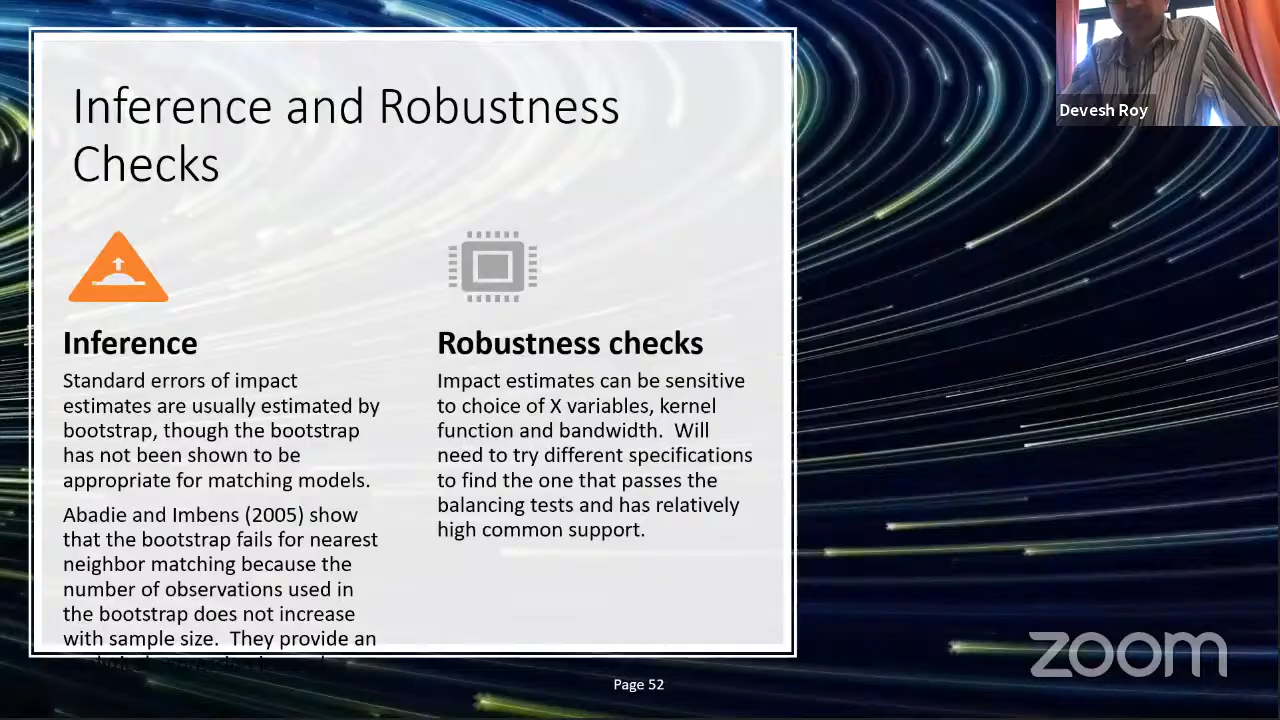 Inference and Robustness
Checks
Inference
Standard errors of impact
estimates are usually estimated by
bootstrap, though the bootstrap
has not been shown to be
appropriate for matching models.
Abadie and Imbens (2005) show
that the bootstrap fails for nearest
neighbor matching because the
number of observations used in
the bootstrap does not increase
with sample size.  They provide an
Robustness checks
Impact estimates can be sensitive
to choice of X variables, kernel
function and bandwidth.  Will
need to try different specifications
to find the one that passes the
balancing tests and has relatively
high common support.
Page 52
Devesh Roy
zoom